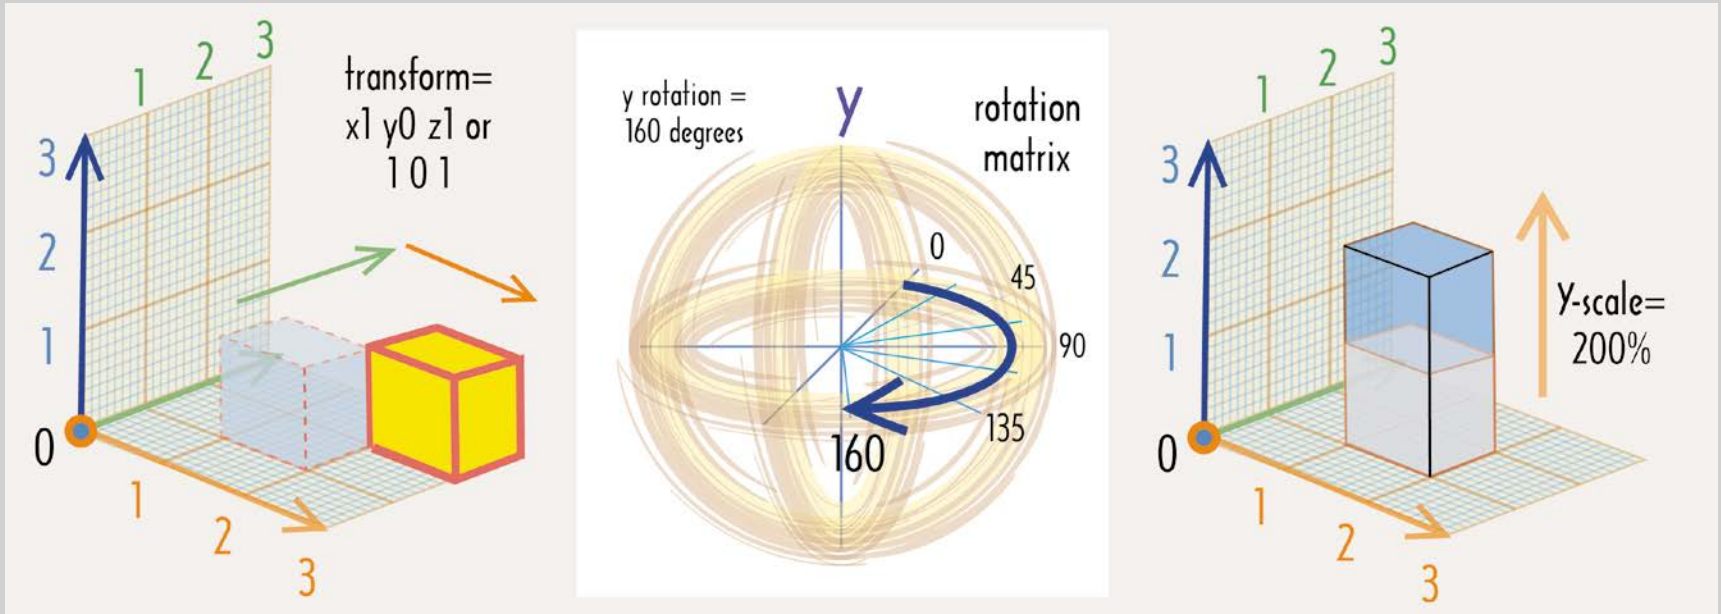 1
2
3
3
2
1
0
1
2
3
transform=
x1 y0 z1 or
1 0 1
y rotation =
160 degrees
y
rotation
matrix
0
45
90
135
160
1
2
3
3
2
1
0
1
2
3
Y-scale=
200%